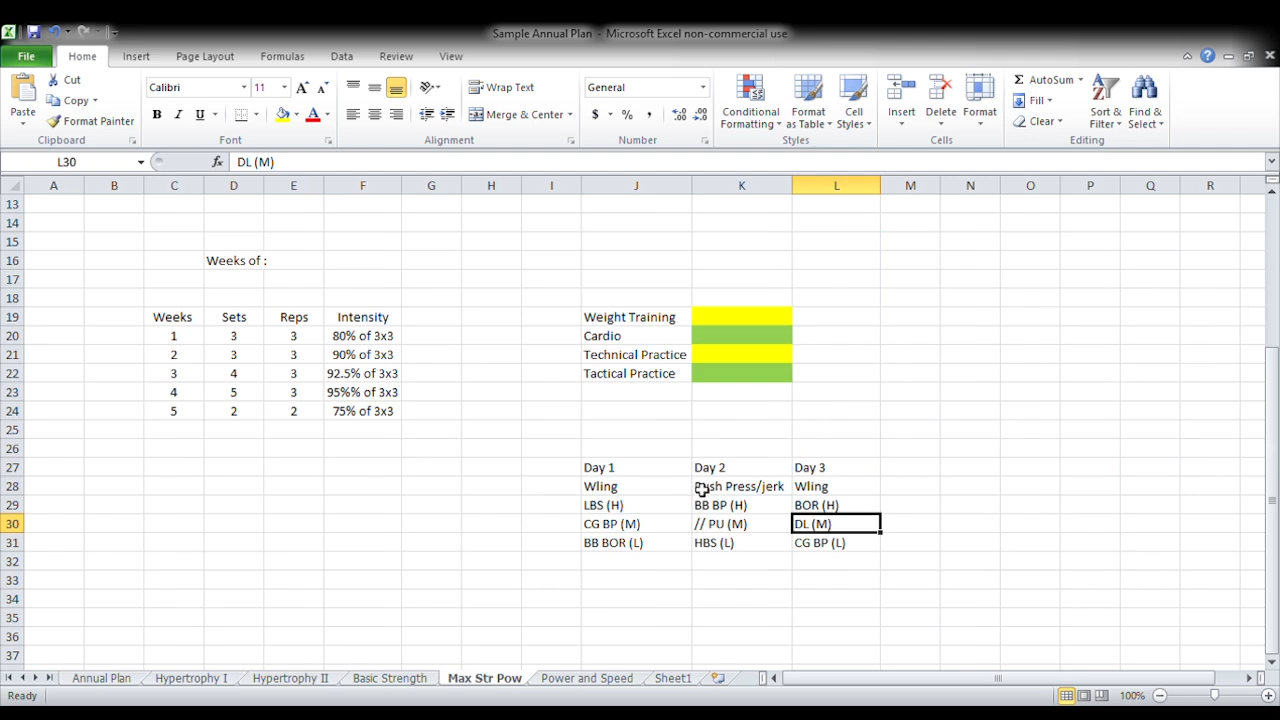 Sample Annual Plan - Microsoft Excel non-commercial use
File Home Insert Page Layout Formulas Data Review View
Paste Cut Copy Format Painter Clipboard
Calibri 11 B I U A A A Font
Wrap Text Merge & Center Alignment
General $ % , .0 .00 .00 .0 Number
Conditional Formatting Format as Table Cell Styles Styles
Insert Delete Format Cells
Σ AutoSum Fill Clear Sort & Filter Find & Select Editing
L30 fx DL (M)
A B C D E F G H I J K L M N O P Q R
13
14
15
16 Weeks of :
17
18
19 Weeks Sets Reps Intensity Weight Training
20 1 3 3 80% of 3x3 Cardio
21 2 3 3 90% of 3x3 Technical Practice
22 3 4 3 92.5% of 3x3 Tactical Practice
23 4 5 3 95%% of 3x3
24 5 2 2 75% of 3x3
25
26
27 Day 1 Day 2 Day 3
28 Wling Push Press/jerk Wling
29 LBS (H) BB BP (H) BOR (H)
30 CG BP (M) // PU (M) DL (M)
31 BB BOR (L) HBS (L) CG BP (L)
32
33
34
35
36
37
Annual Plan Hypertrophy I Hypertrophy II Basic Strength Max Str Pow Power and Speed Sheet1
Ready 100%